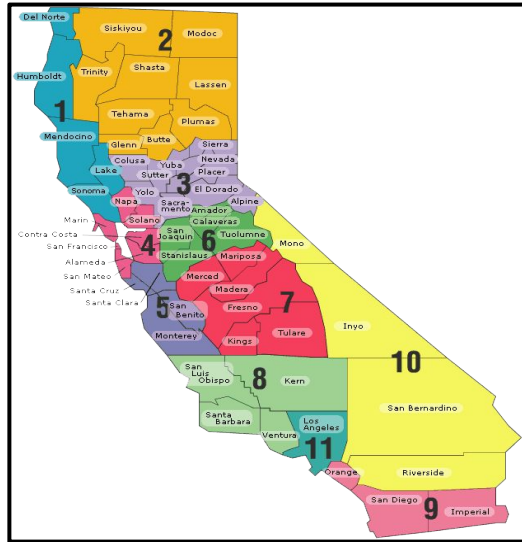 Del Norte
Siskiyou
Modoc
2
Humboldt
Trinity
Shasta
Lassen
1
Tehama
Plumas
Mendocino
Glenn
Butte
Sierra
Colusa
Nevada
Lake
Yuba
Placer
Sutter
3
Sonoma
Yolo
El Dorado
Napa
Sacra-
mento
Alpine
Marin
Solano
Amador
Contra Costa
Calaveras
San Francisco
4
San
Joaquin
6
Tuolumne
Mono
Alameda
Stanislaus
Mariposa
San Mateo
Merced
Santa Cruz
Madera
Santa Clara
5
San
Benito
Fresno
7
Inyo
Monterey
Kings
Tulare
10
San
Luis
Obispo
8
Kern
San Bernardino
Santa
Barbara
Los
Angeles
Ventura
11
Orange
Riverside
San Diego
9
Imperial